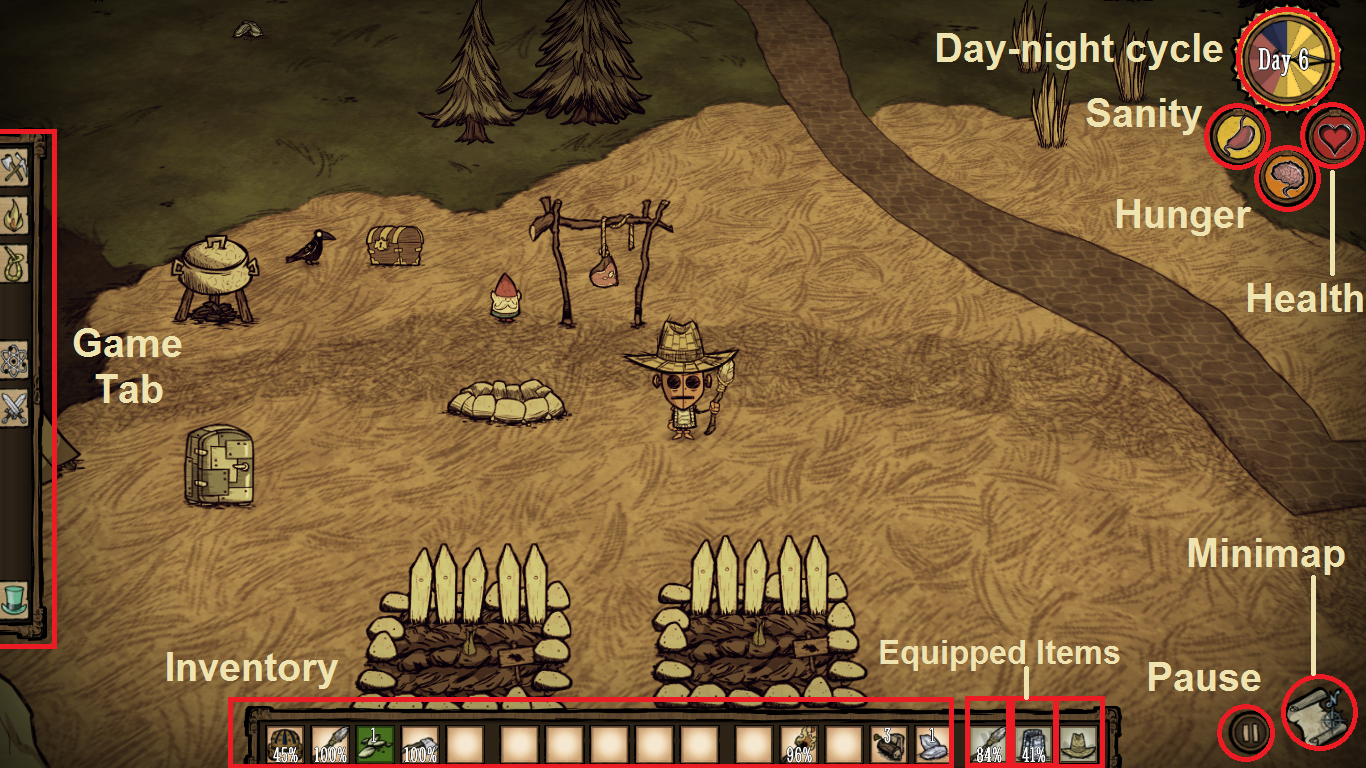 Day-night cycle
Day 6
Sanity
Hunger
Health
Game
Tab
Minimap
Equipped Items
Pause
Inventory
45%
100%
1
100%
96%
3
1
84%
41%